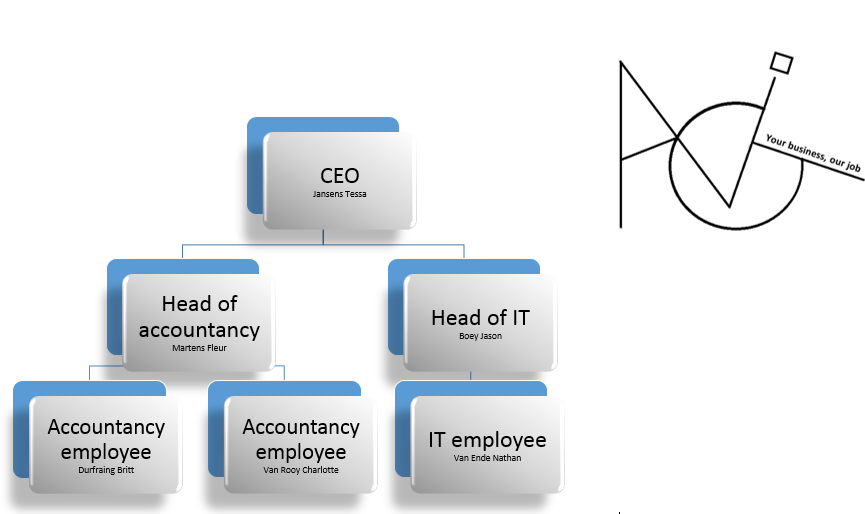 Your business, our job
CEO
Jansens Tessa
Head of
accountancy
Martens Fleur
Head of IT
Boey Jason
Accountancy
employee
Durfraing Britt
Accountancy
employee
Van Rooy Charlotte
IT employee
Van Ende Nathan